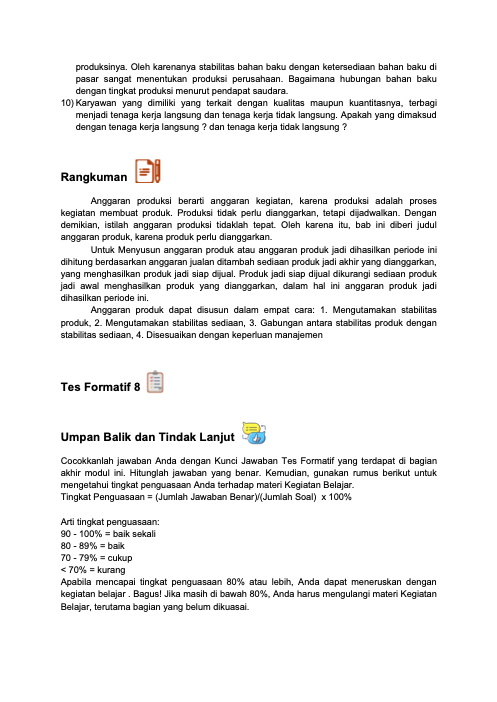 produksinya. Oleh karenanya stabilitas bahan baku dengan ketersediaan bahan baku di
pasar sangat menentukan produksi perusahaan. Bagaimana hubungan bahan baku
dengan tingkat produksi menurut pendapat saudara.
10) Karyawan yang dimiliki yang terkait dengan kualitas maupun kuantitasnya, terbagi
menjadi tenaga kerja langsung dan tenaga kerja tidak langsung. Apakah yang dimaksud
dengan tenaga kerja langsung ? dan tenaga kerja tidak langsung ?
Rangkuman
Anggaran produksi berarti anggaran kegiatan, karena produksi adalah proses
kegiatan membuat produk. Produksi tidak perlu dianggarkan, tetapi dijadwalkan. Dengan
demikian, istilah anggaran produksi tidaklah tepat. Oleh karena itu, bab ini diberi judul
anggaran produk, karena produk perlu dianggarkan.
Untuk Menyusun anggaran produk atau anggaran produk jadi dihasilkan periode ini
dihitung berdasarkan anggaran jualan ditambah sediaan produk jadi akhir yang dianggarkan,
yang menghasilkan produk jadi siap dijual. Produk jadi siap dijual dikurangi sediaan produk
jadi awal menghasilkan produk yang dianggarkan, dalam hal ini anggaran produk jadi
dihasilkan periode ini.
Anggaran produk dapat disusun dalam empat cara: 1. Mengutamakan stabilitas
produk, 2. Mengutamakan stabilitas sediaan, 3. Gabungan antara stabilitas produk dengan
stabilitas sediaan, 4. Disesuaikan dengan keperluan manajemen
Tes Formatif 8
Umpan Balik dan Tindak Lanjut
Cocokkanlah jawaban Anda dengan Kunci Jawaban Tes Formatif yang terdapat di bagian
akhir modul ini. Hitunglah jawaban yang benar. Kemudian, gunakan rumus berikut untuk
mengetahui tingkat penguasaan Anda terhadap materi Kegiatan Belajar.
Tingkat Penguasaan = (Jumlah Jawaban Benar)/(Jumlah Soal) x 100%
Arti tingkat penguasaan:
90 - 100% = baik sekali
80 - 89% = baik
70 - 79% = cukup
< 70% = kurang
Apabila mencapai tingkat penguasaan 80% atau lebih, Anda dapat meneruskan dengan
kegiatan belajar . Bagus! Jika masih di bawah 80%, Anda harus mengulangi materi Kegiatan
Belajar, terutama bagian yang belum dikuasai.